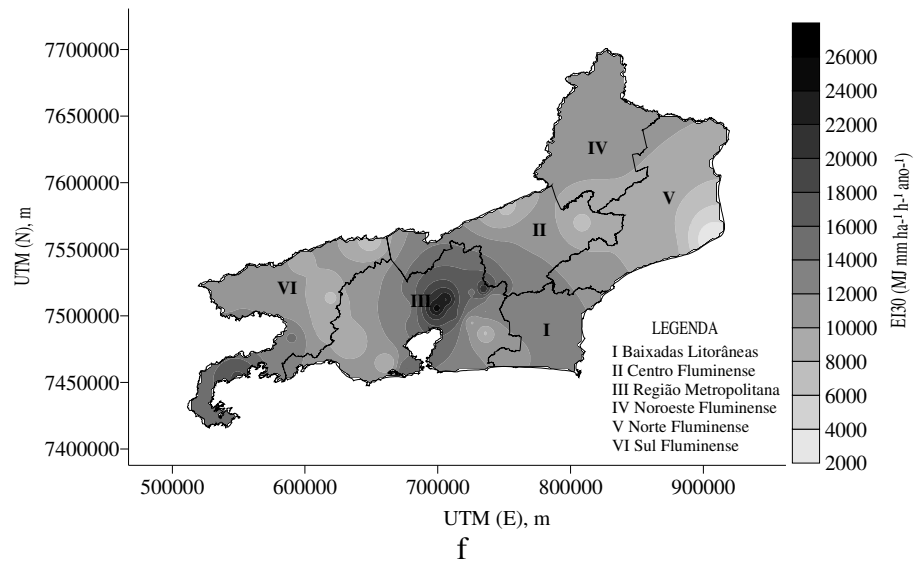 7700000
7650000
7600000
7550000
7500000
7450000
7400000
UTM (N), m
500000 600000 700000 800000 900000
UTM (E), m
IV
V
II
VI
III
I
LEGENDA
I Baixadas Litorâneas
II Centro Fluminense
III Região Metropolitana
IV Noroeste Fluminense
V Norte Fluminense
VI Sul Fluminense
26000
24000
22000
20000
18000
16000
14000
12000
10000
8000
6000
4000
2000
EI30 (MJ mm ha-¹ h-¹ ano-¹)
f